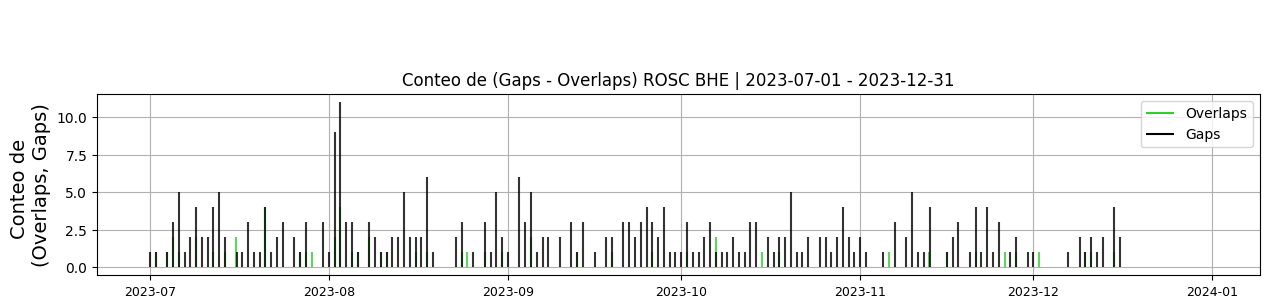 Conteo de (Gaps - Overlaps) ROSC BHE | 2023-07-01 - 2023-12-31
Conteo de
(Overlaps, Gaps)
10.0
7.5
5.0
2.5
0.0
Overlaps
Gaps
2023-07
2023-08
2023-09
2023-10
2023-11
2023-12
2024-01